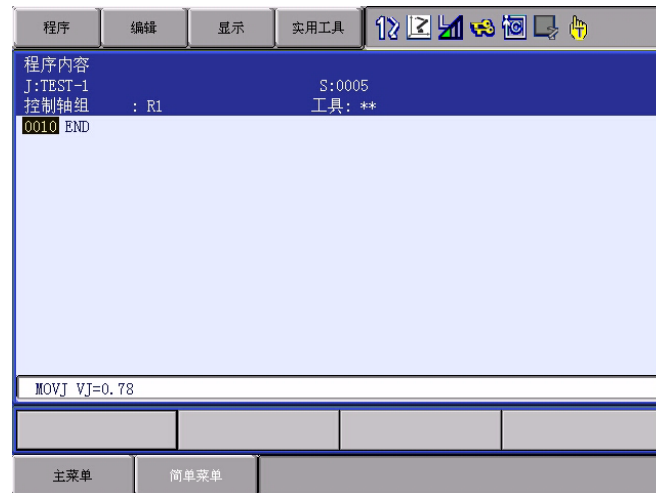 程序 编辑 显示 实用工具
程序内容
J:TEST-1 S:0005
控制轴组 : R1 工具: **
0010 END
MOVJ VJ=0.78
主菜单 简单菜单